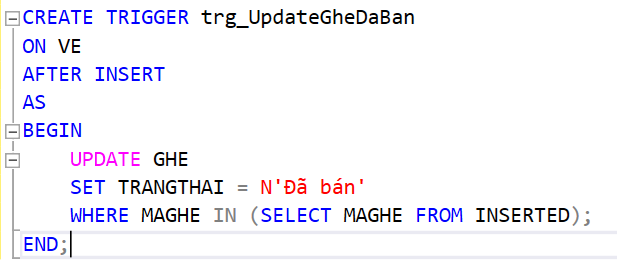 CREATE TRIGGER trg_UpdateGheDaBan
ON VE
AFTER INSERT
AS
BEGIN
UPDATE GHE
SET TRANGTHAI = N'Đã bán'
WHERE MAGHE IN (SELECT MAGHE FROM INSERTED);
END;